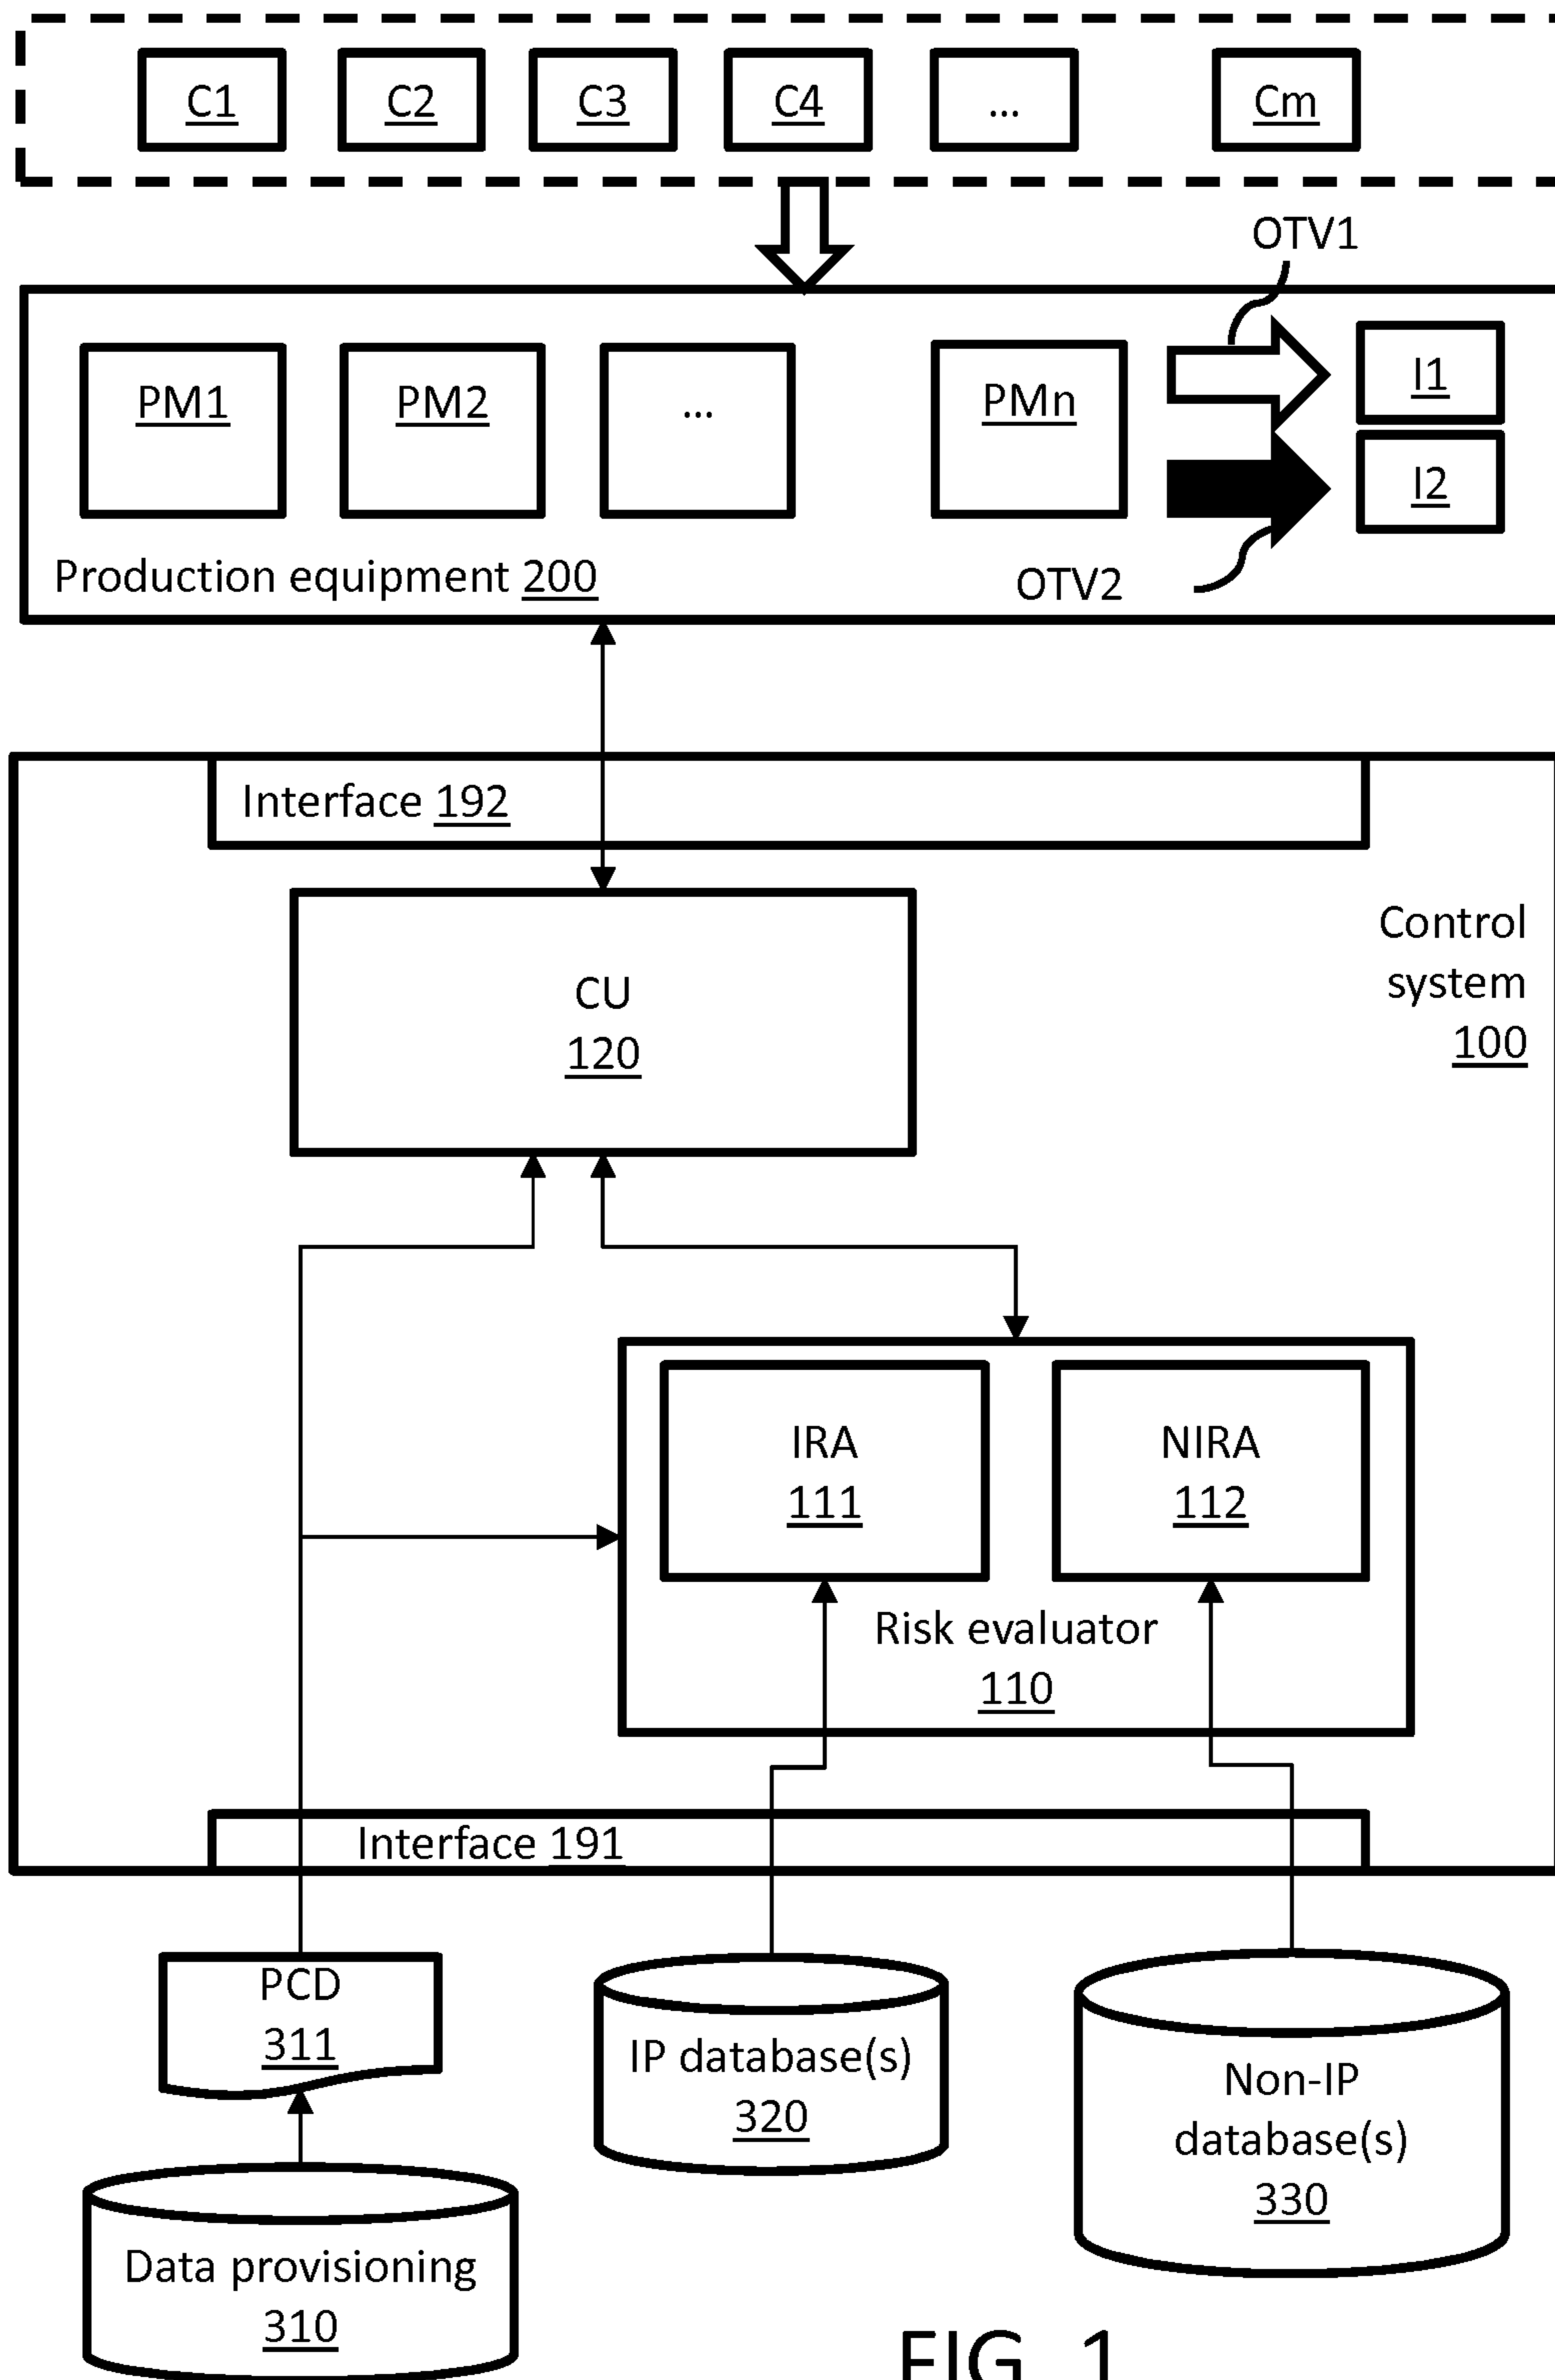 C1 C2 C3 C4 ... Cm
OTV1
PM1 PM2 ... PMn I1
I2
Production equipment 200
OTV2
Interface 192
Control
system
100
CU
120
IRA
111
NIRA
112
Risk evaluator
110
Interface 191
PCD
311
IP database(s)
320
Non-IP
database(s)
330
Data provisioning
310
FIG. 1